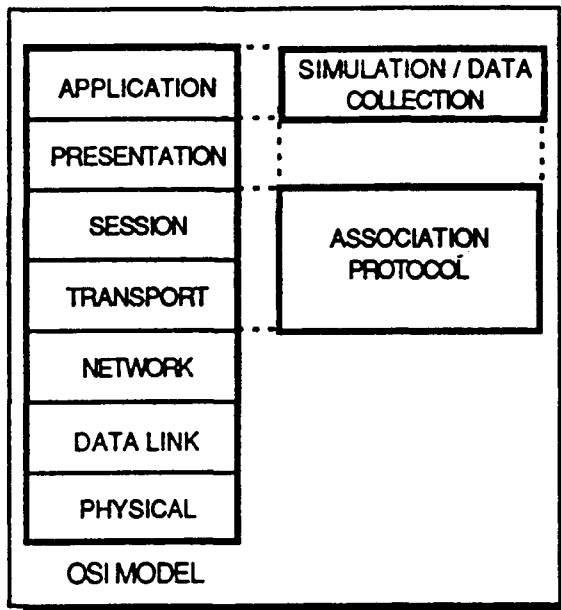 APPLICATION
PRESENTATION
SESSION
TRANSPORT
NETWORK
DATA LINK
PHYSICAL
OSI MODEL
SIMULATION / DATA
COLLECTION
ASSOCIATION
PROTOCOL